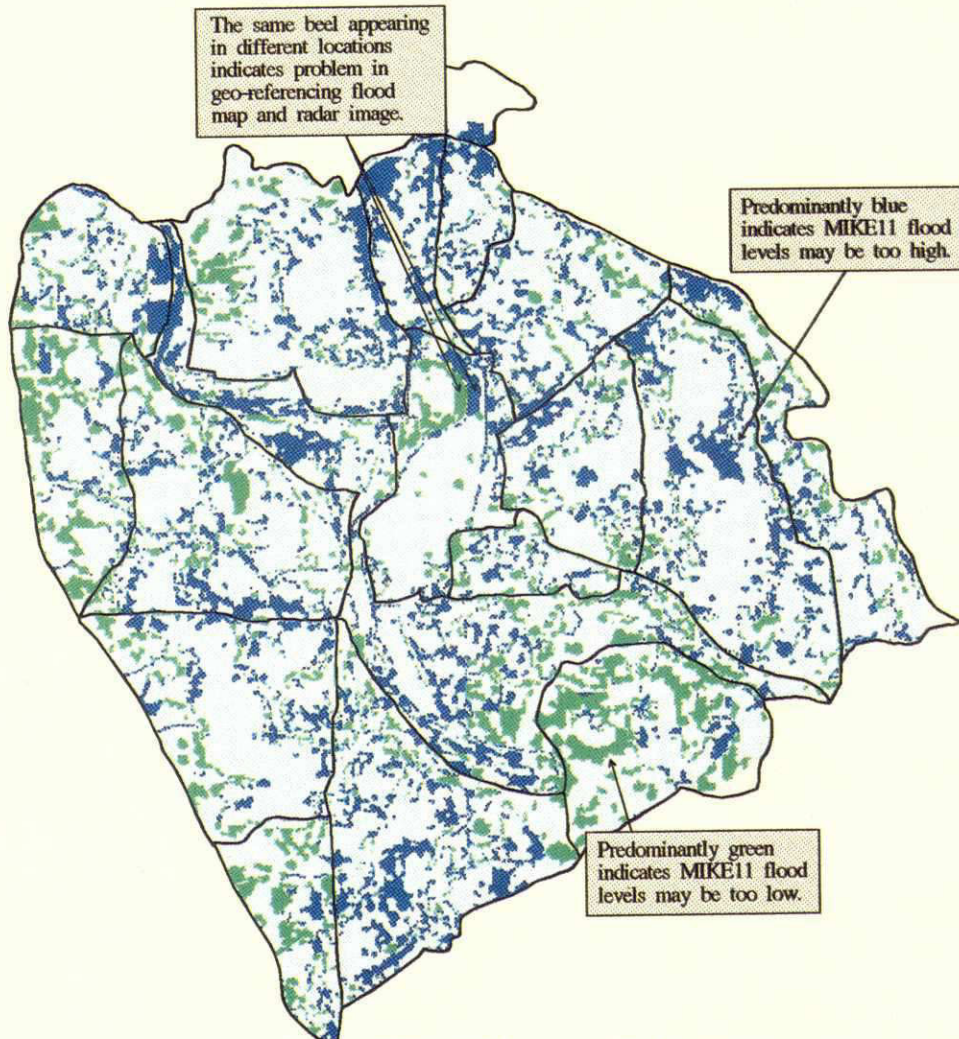 The same beel appearing
in different locations
indicates problem in
geo-referencing flood
map and radar image.
Predominantly blue
indicates MIKE11 flood
levels may be too high.
Predominantly green
indicates MIKE11 flood
levels may be too low.